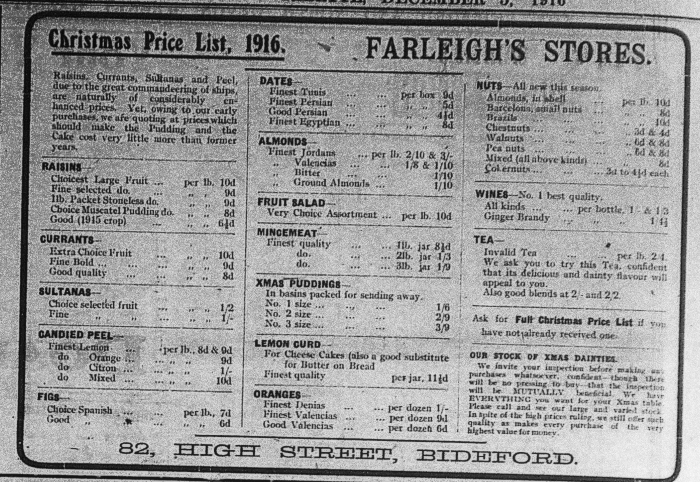 DECEMBER 5, 1916
Christmas Price List, 1916. FARLEIGH'S STORES.
Raisins, Currants, Sultanas and Peel,
due to the great commandeering of ships,
are naturally of considerably en-
hanced prices. Yet, owing to our early
purchases, we are quoting at prices which
should make the Pudding and the
Cake cost very little more than former
years.
RAISINS—
Choicest Large Fruit ... per lb. 10d
Fine selected do. „ „ 9d
1lb. Packet Stoneless do. „ „ 9d
Choice Muscatel Pudding do. „ „ 8d
Good (1915 crop) ... „ „ 6½d
CURRANTS—
Extra Choice Fruit ... „ „ 10d
Fine Bold ... ... „ „ 9d
Good quality ... „ „ 8d
SULTANAS—
Choice selected fruit ... „ „ 1/2
Fine ... ... „ „ 1/-
CANDIED PEEL—
Finest Lemon ... per lb., 8d & 9d
do Orange ... „ „ 9d
do Citron ... „ „ 1/-
do Mixed ... „ „ 10d
FIGS—
Choice Spanish ... per lb., 7d
Good „ ... „ „ 6d
DATES—
Finest Tunis ... per box 9d
Finest Persian ... „ 5d
Good Persian ... „ 4½d
Finest Egyptian ... „ „ 8d
ALMONDS—
Finest Jordans ... per lb. 2/10 & 3/-
„ Valencias ... 1/8 & 1/10
Bitter ... 1/10
„ Ground Almonds ... 1/10
FRUIT SALAD—
Very Choice Assortment ... per lb. 10d
MINCEMEAT—
Finest quality ... 1lb. jar 8½d
do. ... 2lb. jar 1/3
do. ... 3lb. jar 1/9
XMAS PUDDINGS—
In basins packed for sending away.
No. 1 size ... ... ... 1/6
No. 2 size ... ... ... 2/9
No. 3 size ... ... ... 3/9
LEMON CURD—
For Cheese Cakes (also a good substitute
for Butter on Bread
Finest quality per jar, 11½d
ORANGES—
Finest Denias ... per dozen 1/-
Finest Valencias ... per dozen 9d
Good Valencias ... per dozen 6d
NUTS—All new this season.
Almonds, in shell ... per lb. 10d
Barcelona, small nuts ... 8d
Brazils ... 10d
Chestnuts ... 3d & 4d
Walnuts ... 6d & 8d
Pea nuts ... 6d & 8d
Mixed (all above kinds) 8d
Cokernuts ... 3d to 4½d each
WINES—No. 1 best quality.
All kinds ... per bottle, 1/- & 1/3
Ginger Brandy
TEA—
Invalid Tea per lb. 2/4
We ask you to try this Tea, confident
that its delicious and dainty flavour will
appeal to you.
Also good blends at 2/- and 2/2.
Ask for Full Christmas Price List if you
have not already received one.
OUR STOCK OF XMAS DAINTIES.
We invite your inspection before making any
purchases whatsoever, confident—though there
will be no pressing to buy—that the inspection
will be MUTUALLY beneficial. We have
EVERYTHING you want for your Xmas table.
Please call and see our large and varied stock.
In spite of the high prices ruling, we still offer such
quality as makes every purchase of the very
highest value for money.
82, HIGH STREET, BIDEFORD.